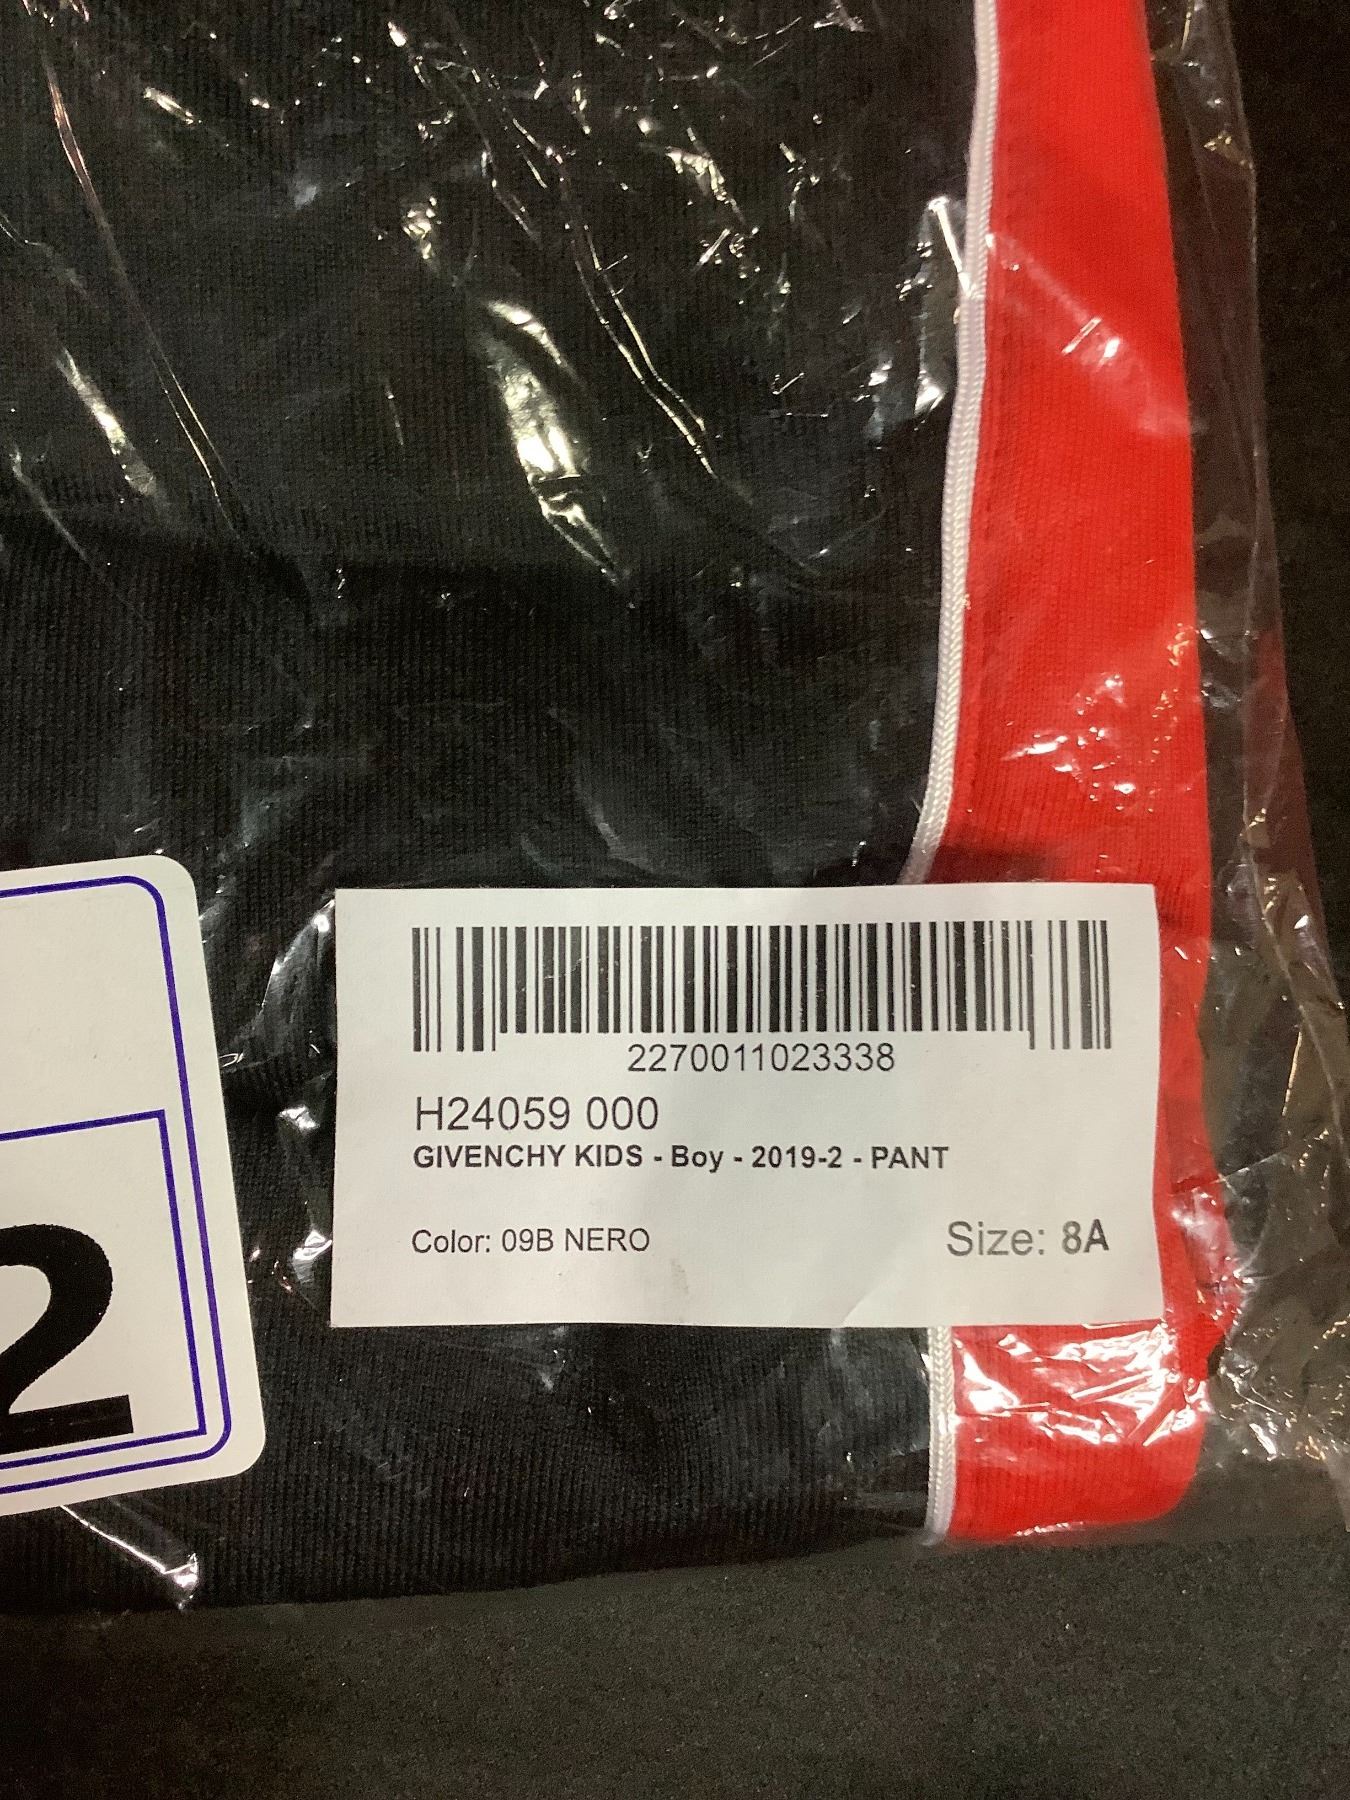 2270011023338
H24059 000
GIVENCHY KIDS - Boy - 2019-2 - PANT
Color: 09B NERO
Size: 8A
2